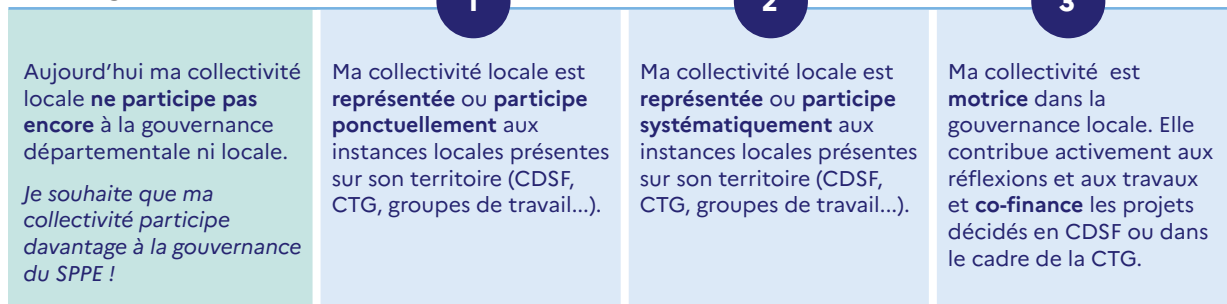 1
2
3
Aujourd’hui ma collectivité
locale ne participe pas
encore à la gouvernance
départementale ni locale.
Je souhaite que ma
collectivité participe
davantage à la gouvernance
du SPPE !
Ma collectivité locale est
représentée ou participe
ponctuellement aux
instances locales présentes
sur son territoire (CDSF,
CTG, groupes de travail...).
Ma collectivité locale est
représentée ou participe
systématiquement aux
instances locales présentes
sur son territoire (CDSF,
CTG, groupes de travail...).
Ma collectivité est
motrice dans la
gouvernance locale. Elle
contribue activement aux
réflexions et aux travaux
et co-finance les projets
décidés en CDSF ou dans
le cadre de la CTG.